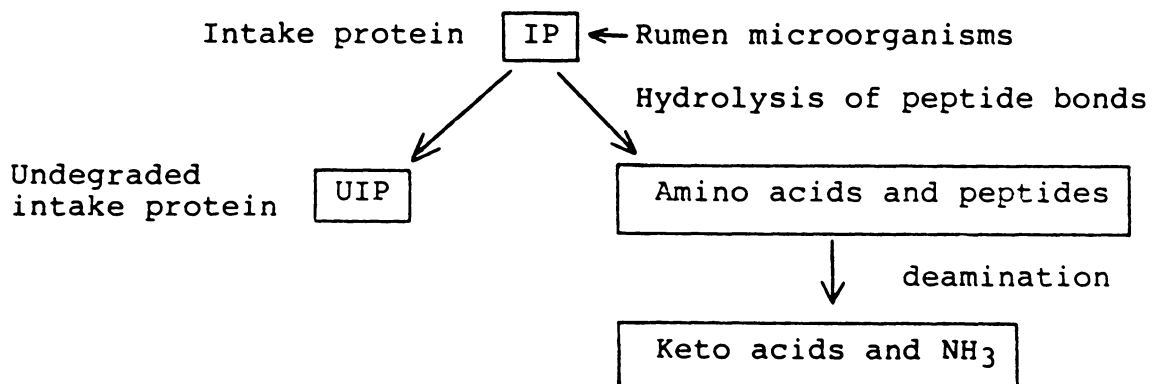 Intake protein IP Rumen microorganisms
Hydrolysis of peptide bonds
Undegraded
intake protein UIP
Amino acids and peptides
deamination
Keto acids and NH3